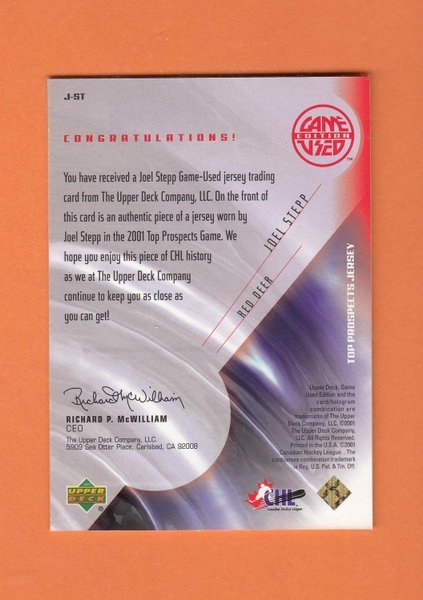 J-ST
CONGRATULATIONS!
GAME
EDITION
USED
TM
You have received a Joel Stepp Game-Used jersey trading
card from The Upper Deck Company, LLC. On the front of
this card is an authentic piece of a jersey worn by
Joel Stepp in the 2001 Top Prospects Game. We
hope you enjoy this piece of CHL history
as we at The Upper Deck Company
continue to keep you as close as
you can get!
JOEL STEPP
RED DEER
TOP PROSPECTS JERSEY
Richard McWilliam
RICHARD P. McWILLIAM
CEO
The Upper Deck Company, LLC.
5909 Sea Otter Place, Carlsbad, CA 92008
Upper Deck, Game
Used Edition and the
card/hologram
combination are
trademarks of The Upper
Deck Company, LLC. ©2001
The Upper Deck Company,
LLC. All Rights Reserved.
Printed in the U.S.A. ©2001
Canadian Hockey League. The
card/jersey combination trademark
is Reg. U.S. Pat. & Tm. Off.
UPPER
DECK
®
CHL
Canadian Hockey League